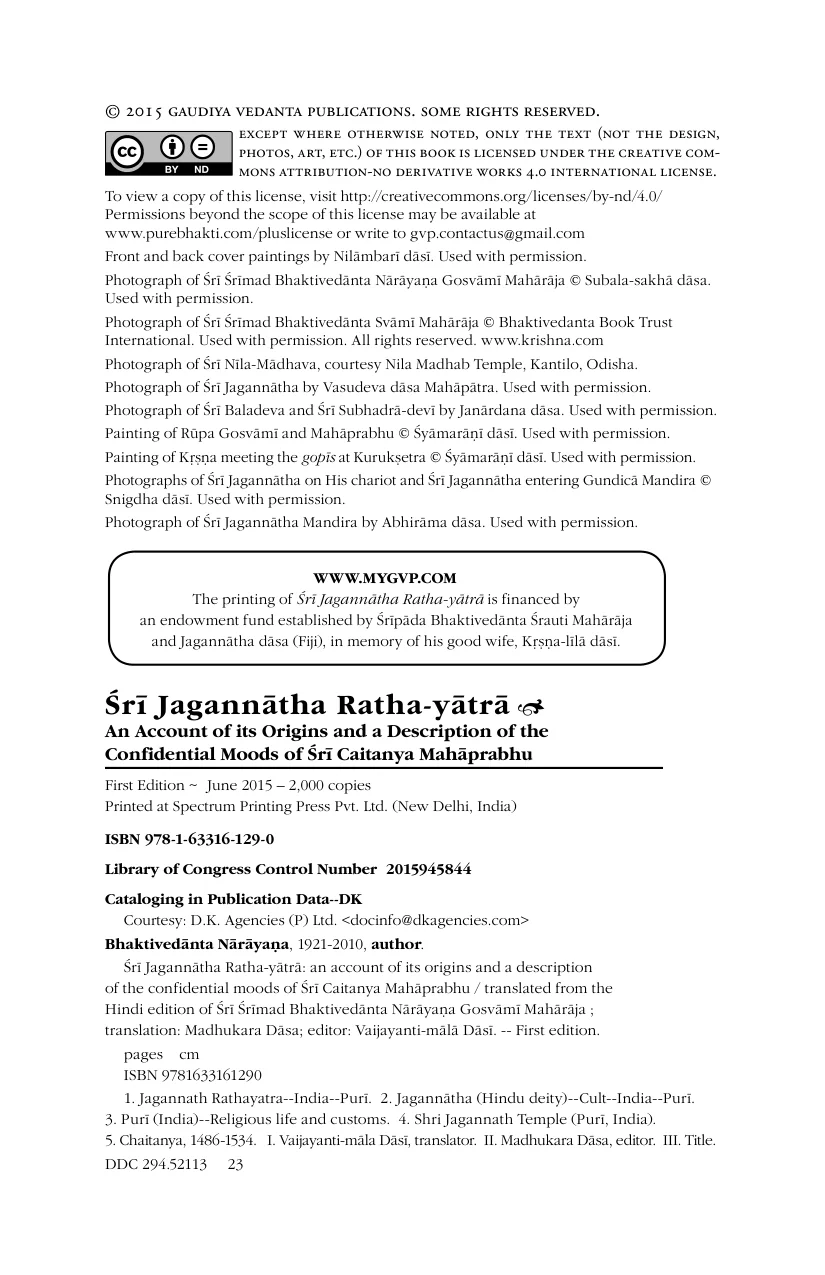 © 2015 GAUDIYA VEDANTA PUBLICATIONS. SOME RIGHTS RESERVED.
EXCEPT WHERE OTHERWISE NOTED, ONLY THE TEXT (NOT THE DESIGN,
PHOTOS, ART, ETC.) OF THIS BOOK IS LICENSED UNDER THE CREATIVE COM-
MONS ATTRIBUTION-NO DERIVATIVE WORKS 4.0 INTERNATIONAL LICENSE.
cc BY ND
To view a copy of this license, visit http://creativecommons.org/licenses/by-nd/4.0/
Permissions beyond the scope of this license may be available at
www.purebhakti.com/pluslicense or write to gvp.contactus@gmail.com
Front and back cover paintings by Nilāmbarī dāsī. Used with permission.
Photograph of Śrī Śrīmad Bhaktivedānta Nārāyaṇa Gosvāmī Mahārāja © Subala-sakhā dāsa.
Used with permission.
Photograph of Śrī Śrīmad Bhaktivedānta Svāmī Mahārāja © Bhaktivedanta Book Trust
International. Used with permission. All rights reserved. www.krishna.com
Photograph of Śrī Nīla-Mādhava, courtesy Nila Madhab Temple, Kantilo, Odisha.
Photograph of Śrī Jagannātha by Vasudeva dāsa Mahāpātra. Used with permission.
Photograph of Śrī Baladeva and Śrī Subhadrā-devī by Janārdana dāsa. Used with permission.
Painting of Rūpa Gosvāmī and Mahāprabhu © Śyāmarāṇī dāsī. Used with permission.
Painting of Kṛṣṇa meeting the gopīs at Kurukṣetra © Śyāmarāṇī dāsī. Used with permission.
Photographs of Śrī Jagannātha on His chariot and Śrī Jagannātha entering Gundicā Mandira ©
Snigdha dāsī. Used with permission.
Photograph of Śrī Jagannātha Mandira by Abhirāma dāsa. Used with permission.
WWW.MYGVP.COM
The printing of Śrī Jagannātha Ratha-yātrā is financed by
an endowment fund established by Śrīpāda Bhaktivedānta Śrauti Mahārāja
and Jagannātha dāsa (Fiji), in memory of his good wife, Kṛṣṇa-līlā dāsī.
Śrī Jagannātha Ratha-yātrā
An Account of its Origins and a Description of the
Confidential Moods of Śrī Caitanya Mahāprabhu
First Edition ~ June 2015 – 2,000 copies
Printed at Spectrum Printing Press Pvt. Ltd. (New Delhi, India)
ISBN 978-1-63316-129-0
Library of Congress Control Number 2015945844
Cataloging in Publication Data--DK
Courtesy: D.K. Agencies (P) Ltd. <docinfo@dkagencies.com>
Bhaktivedānta Nārāyaṇa, 1921-2010, author.
Śrī Jagannātha Ratha-yātrā: an account of its origins and a description
of the confidential moods of Śrī Caitanya Mahāprabhu / translated from the
Hindi edition of Śrī Śrīmad Bhaktivedānta Nārāyaṇa Gosvāmī Mahārāja ;
translation: Madhukara Dāsa; editor: Vaijayanti-mālā Dāsī. -- First edition.
pages cm
ISBN 9781633161290
1. Jagannath Rathayatra--India--Purī. 2. Jagannātha (Hindu deity)--Cult--India--Purī.
3. Purī (India)--Religious life and customs. 4. Shri Jagannath Temple (Purī, India).
5. Chaitanya, 1486-1534. I. Vaijayanti-māla Dāsī, translator. II. Madhukara Dāsa, editor. III. Title.
DDC 294.52113 23